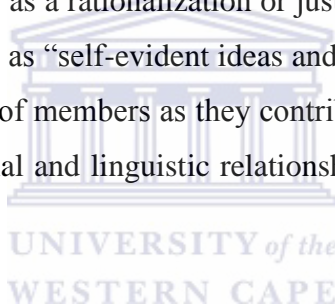 as a rationalization or jus
as “self-evident ideas and
of members as they contri
al and linguistic relationsh
UNIVERSITY of the
WESTERN CAPE